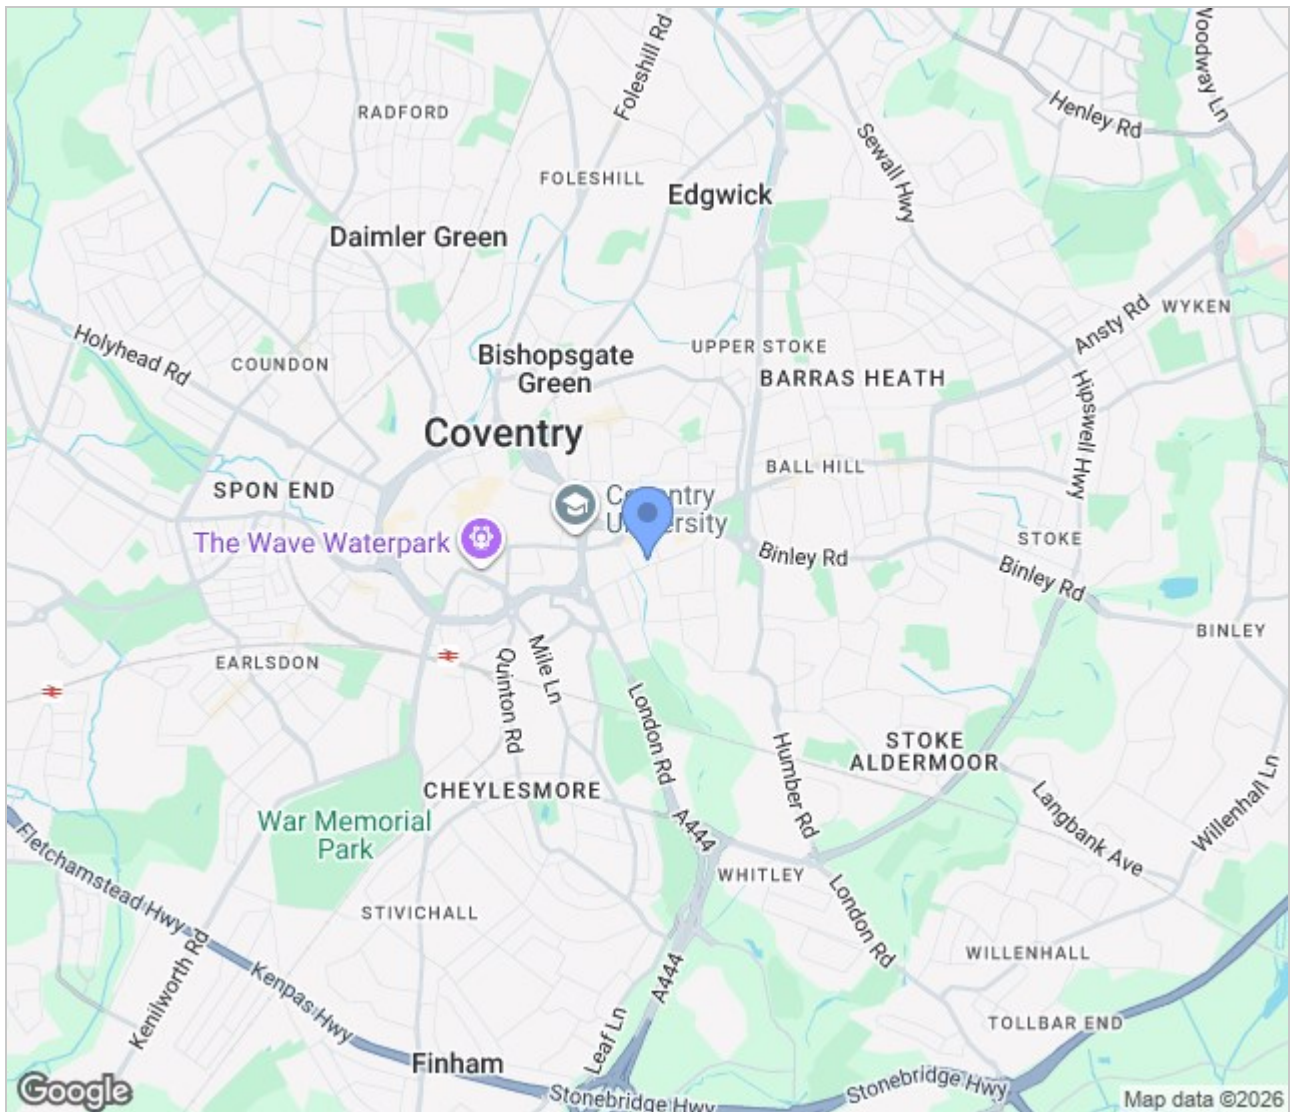 Foleshill Rd
Woodway Ln
RADFORD
Henley Rd
Sewall Hwy
FOLESHILL
Edgwick
Daimler Green
WYKEN
Ansty Rd
Holyhead Rd
UPPER STOKE
Bishopsgate
Green
COUNDON
BARRAS HEATH
Hipswell Hwy
Coventry
BALL HILL
SPON END
Coventry
University
The Wave Waterpark
Binley Rd
STOKE
Binley Rd
BINLEY
EARLSDON
Mile Ln
Quinton Rd
London Rd
STOKE
ALDERMOOR
Humber Rd
CHEYLESMORE
Langbank Ave
Willenhall Ln
War Memorial
Park
A444
Fletchamstead Hwy
WHITLEY
London Rd
STIVICHALL
WILLENHALL
Kenilworth Rd
Kenpas Hwy
A444
TOLLBAR END
Leaf Ln
Finham
Stonebridge Hwy
Stonebridge Hwy
Google
Map data ©2026